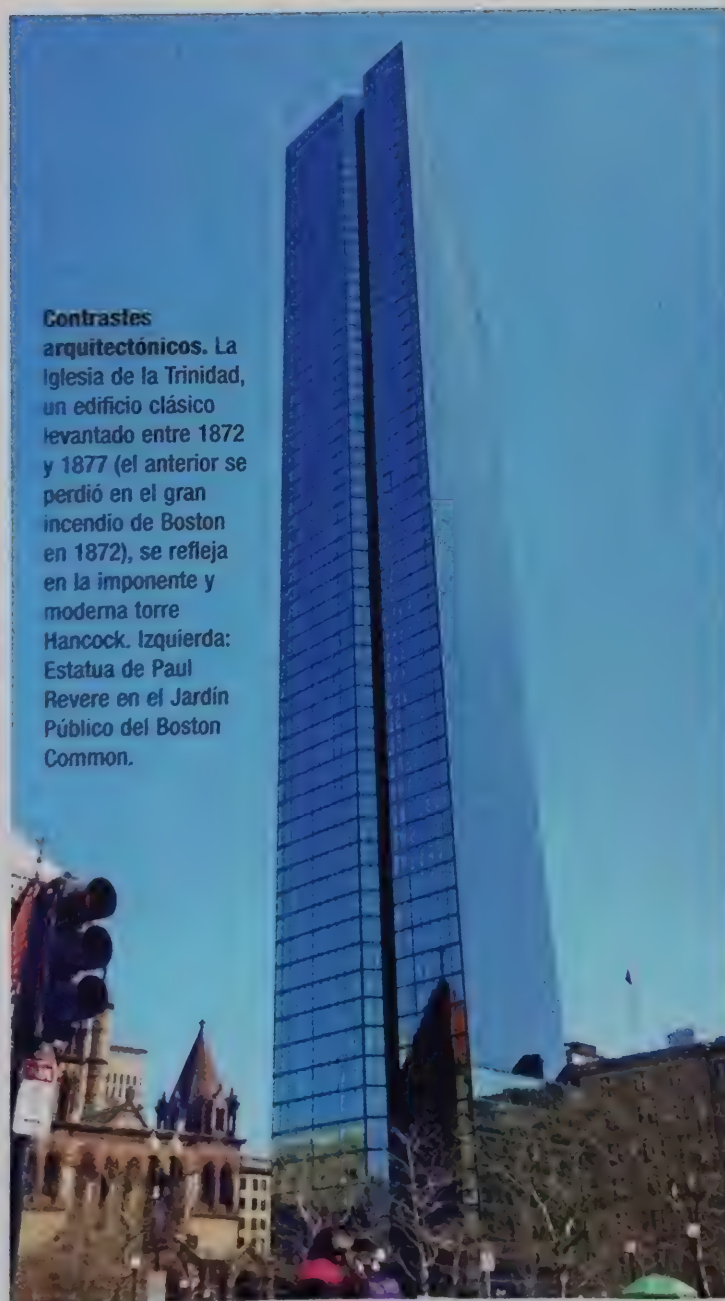 Contrastes
arquitectónicos. La
Iglesia de la Trinidad,
un edificio clásico
levantado entre 1872
y 1877 (el anterior se
perdió en el gran
incendio de Boston
en 1872), se refleja
en la imponente y
moderna torre
Hancock. Izquierda:
Estatua de Paul
Revere en el Jardín
Público del Boston
Common.